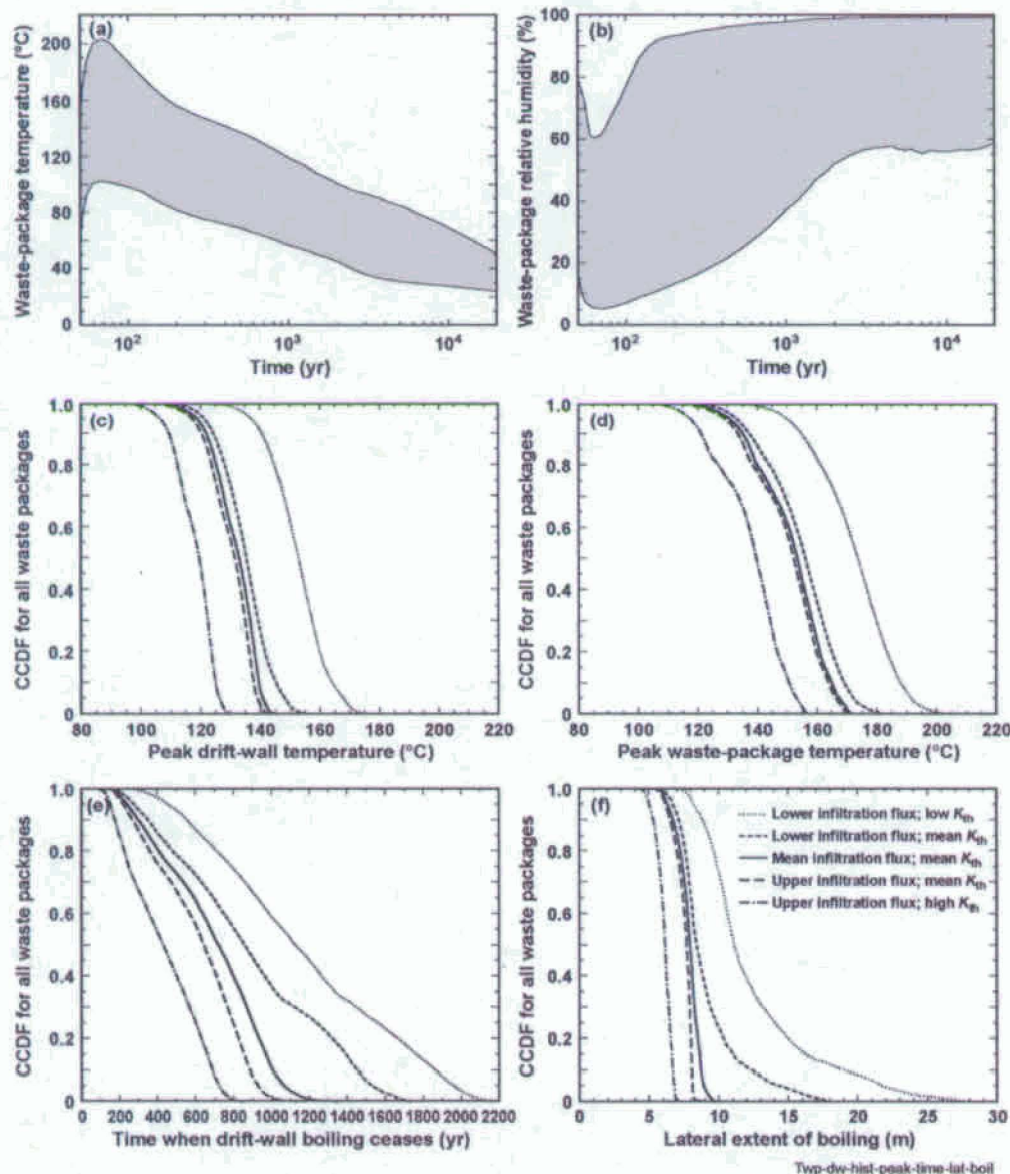 (a)
Waste-package temperature (°C)
200
160
120
80
40
0
10²
10³
10⁴
Time (yr)
(b)
Waste-package relative humidity (%)
100
80
60
40
20
0
10²
10³
10⁴
Time (yr)
(c)
CCDF for all waste packages
1.0
0.8
0.6
0.4
0.2
0
80 100 120 140 160 180 200 220
Peak drift-wall temperature (°C)
(d)
CCDF for all waste packages
1.0
0.8
0.6
0.4
0.2
0
80 100 120 140 160 180 200 220
Peak waste-package temperature (°C)
(e)
CCDF for all waste packages
1.0
0.8
0.6
0.4
0.2
0
0 200 400 600 800 1000 1200 1400 1600 1800 2000 2200
Time when drift-wall boiling ceases (yr)
(f)
CCDF for all waste packages
1.0
0.8
0.6
0.4
0.2
0
Lower infiltration flux; low Kth
Lower infiltration flux; mean Kth
Mean infiltration flux; mean Kth
Upper infiltration flux; mean Kth
Upper infiltration flux; high Kth
0 5 10 15 20 25 30
Lateral extent of boiling (m)
Twp-dw-hist-peak-time-lat-boil